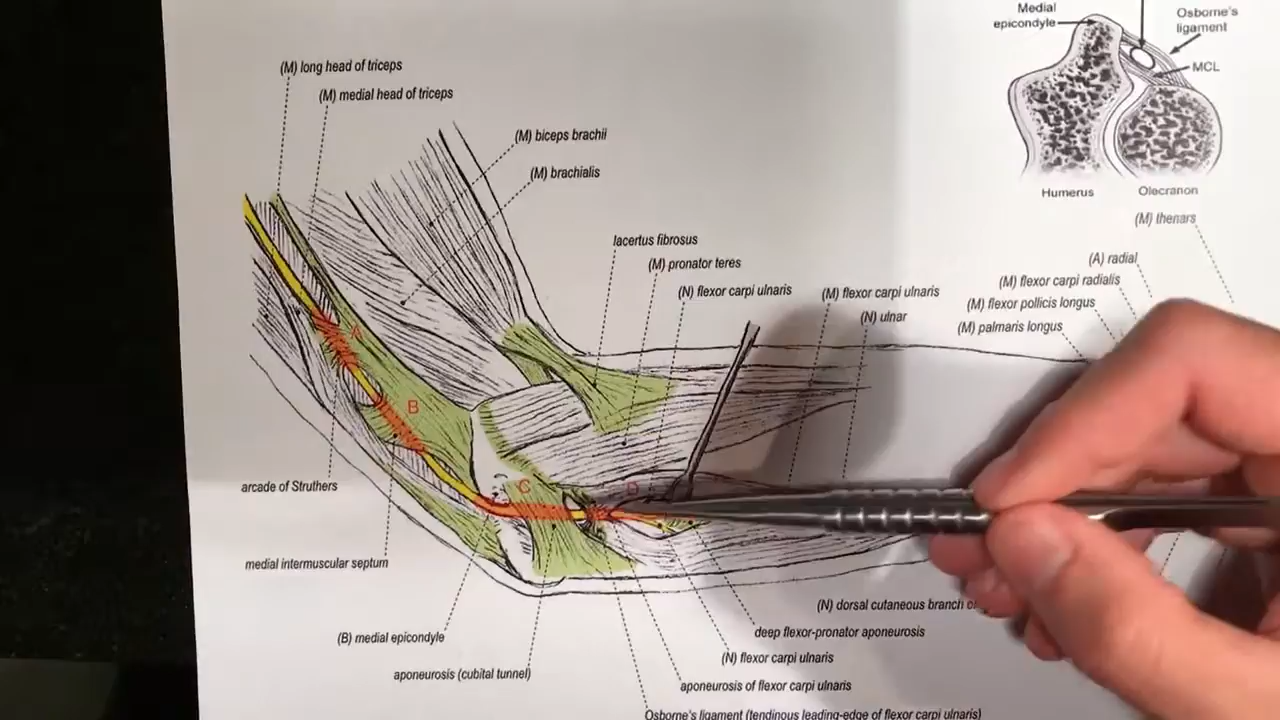 Medial
epicondyle
Osborne's
ligament
MCL
Humerus
Olecranon
(M) long head of triceps
(M) medial head of triceps
(M) biceps brachii
(M) brachialis
lacertus fibrosus
(M) pronator teres
(N) flexor carpi ulnaris
(M) flexor carpi ulnaris
(N) ulnar
(M) thenars
(A) radial
(M) flexor carpi radialis
(M) flexor pollicis longus
(M) palmaris longus
A
B
C
D
arcade of Struthers
medial intermuscular septum
(B) medial epicondyle
aponeurosis (cubital tunnel)
(N) dorsal cutaneous branch
deep flexor-pronator aponeurosis
(N) flexor carpi ulnaris
aponeurosis of flexor carpi ulnaris
Osborne's ligament (tendinous leading-edge of flexor carpi ulnaris)